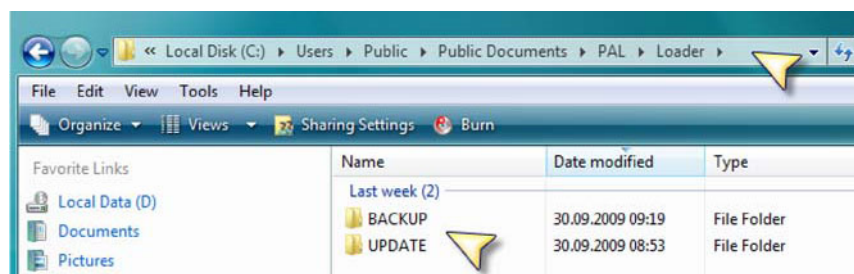 « Local Disk (C:) ▸ Users ▸ Public ▸ Public Documents ▸ PAL ▸ Loader ▸
File Edit View Tools Help
Organize Views Sharing Settings Burn
Favorite Links Name Date modified Type
Last week (2)
Local Data (D) BACKUP 30.09.2009 09:19 File Folder
Documents UPDATE 30.09.2009 08:53 File Folder
Pictures